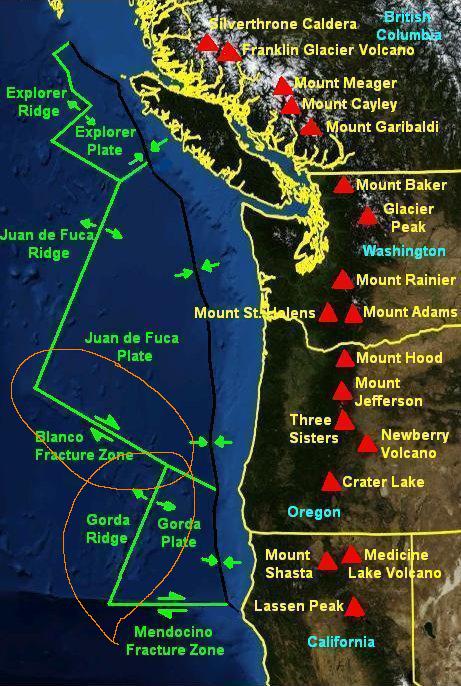 Silverthrone Caldera
British
Columbia
Franklin Glacier Volcano
Mount Meager
Mount Cayley
Mount Garibaldi
Explorer
Ridge
Explorer
Plate
Mount Baker
Glacier
Peak
Washington
Juan de Fuca
Ridge
Mount Rainier
Mount St. Helens
Mount Adams
Juan de Fuca
Plate
Mount Hood
Mount
Jefferson
Three
Sisters
Newberry
Volcano
Blanco
Fracture Zone
Crater Lake
Oregon
Gorda
Ridge
Gorda
Plate
Mount
Shasta
Medicine
Lake Volcano
Lassen Peak
Mendocino
Fracture Zone
California